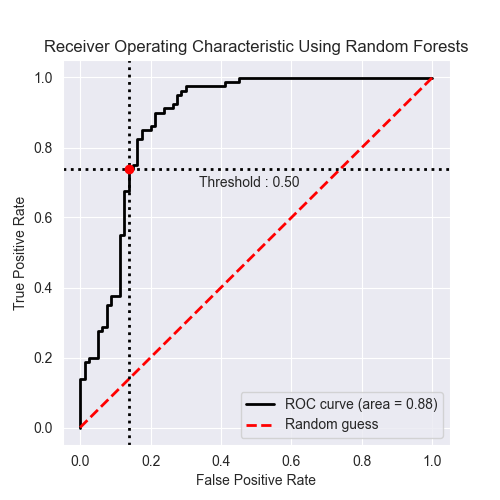 Receiver Operating Characteristic Using Random Forests
1.0
0.8
0.6
0.4
0.2
0.0
True Positive Rate
Threshold : 0.50
ROC curve (area = 0.88)
Random guess
0.0 0.2 0.4 0.6 0.8 1.0
False Positive Rate